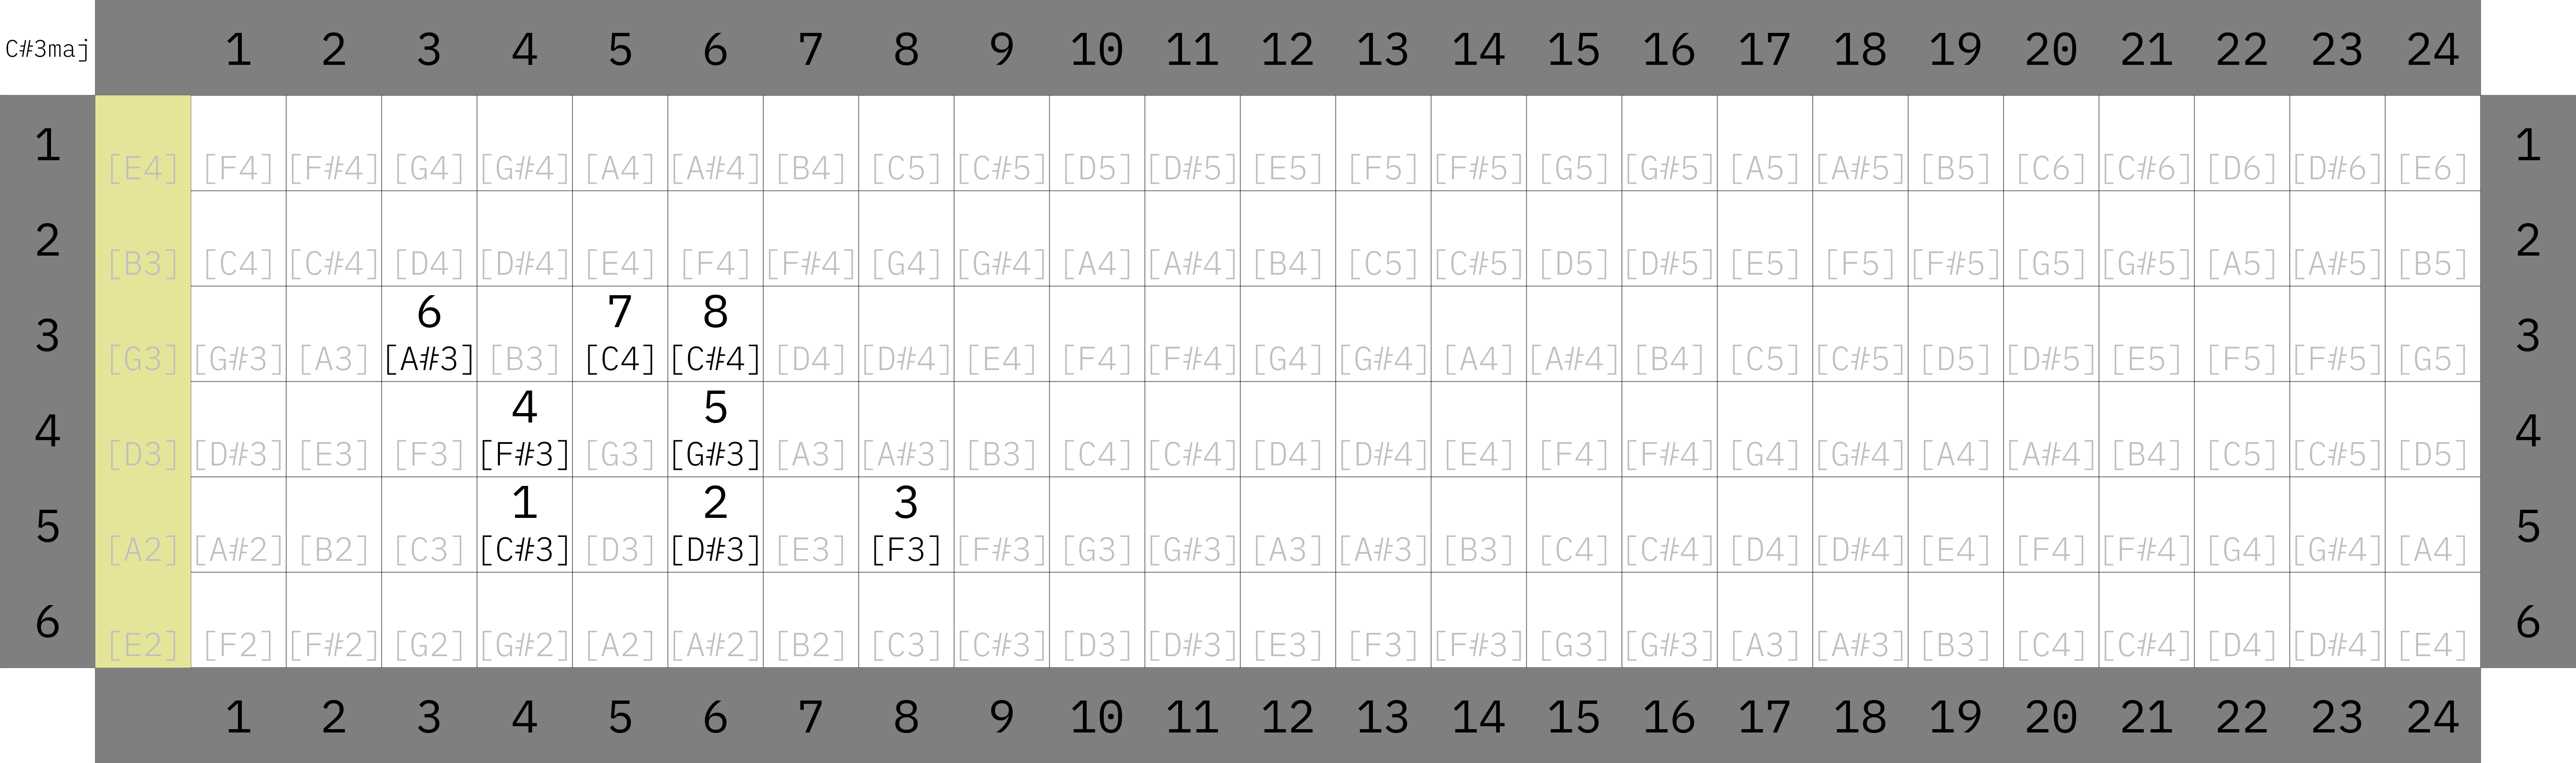 C#3maj 1 2 3 4 5 6 7 8 9 10 11 12 13 14 15 16 17 18 19 20 21 22 23 24
1 [E4] [F4] [F#4] [G4] [G#4] [A4] [A#4] [B4] [C5] [C#5] [D5] [D#5] [E5] [F5] [F#5] [G5] [G#5] [A5] [A#5] [B5] [C6] [C#6] [D6] [D#6] [E6] 1
2 [B3] [C4] [C#4] [D4] [D#4] [E4] [F4] [F#4] [G4] [G#4] [A4] [A#4] [B4] [C5] [C#5] [D5] [D#5] [E5] [F5] [F#5] [G5] [G#5] [A5] [A#5] [B5] 2
6 7 8
3 [G3] [G#3] [A3] [A#3] [B3] [C4] [C#4] [D4] [D#4] [E4] [F4] [F#4] [G4] [G#4] [A4] [A#4] [B4] [C5] [C#5] [D5] [D#5] [E5] [F5] [F#5] [G5] 3
4 5
4 [D3] [D#3] [E3] [F3] [F#3] [G3] [G#3] [A3] [A#3] [B3] [C4] [C#4] [D4] [D#4] [E4] [F4] [F#4] [G4] [G#4] [A4] [A#4] [B4] [C5] [C#5] [D5] 4
1 2 3
5 [A2] [A#2] [B2] [C3] [C#3] [D3] [D#3] [E3] [F3] [F#3] [G3] [G#3] [A3] [A#3] [B3] [C4] [C#4] [D4] [D#4] [E4] [F4] [F#4] [G4] [G#4] [A4] 5
6 [E2] [F2] [F#2] [G2] [G#2] [A2] [A#2] [B2] [C3] [C#3] [D3] [D#3] [E3] [F3] [F#3] [G3] [G#3] [A3] [A#3] [B3] [C4] [C#4] [D4] [D#4] [E4] 6
1 2 3 4 5 6 7 8 9 10 11 12 13 14 15 16 17 18 19 20 21 22 23 24